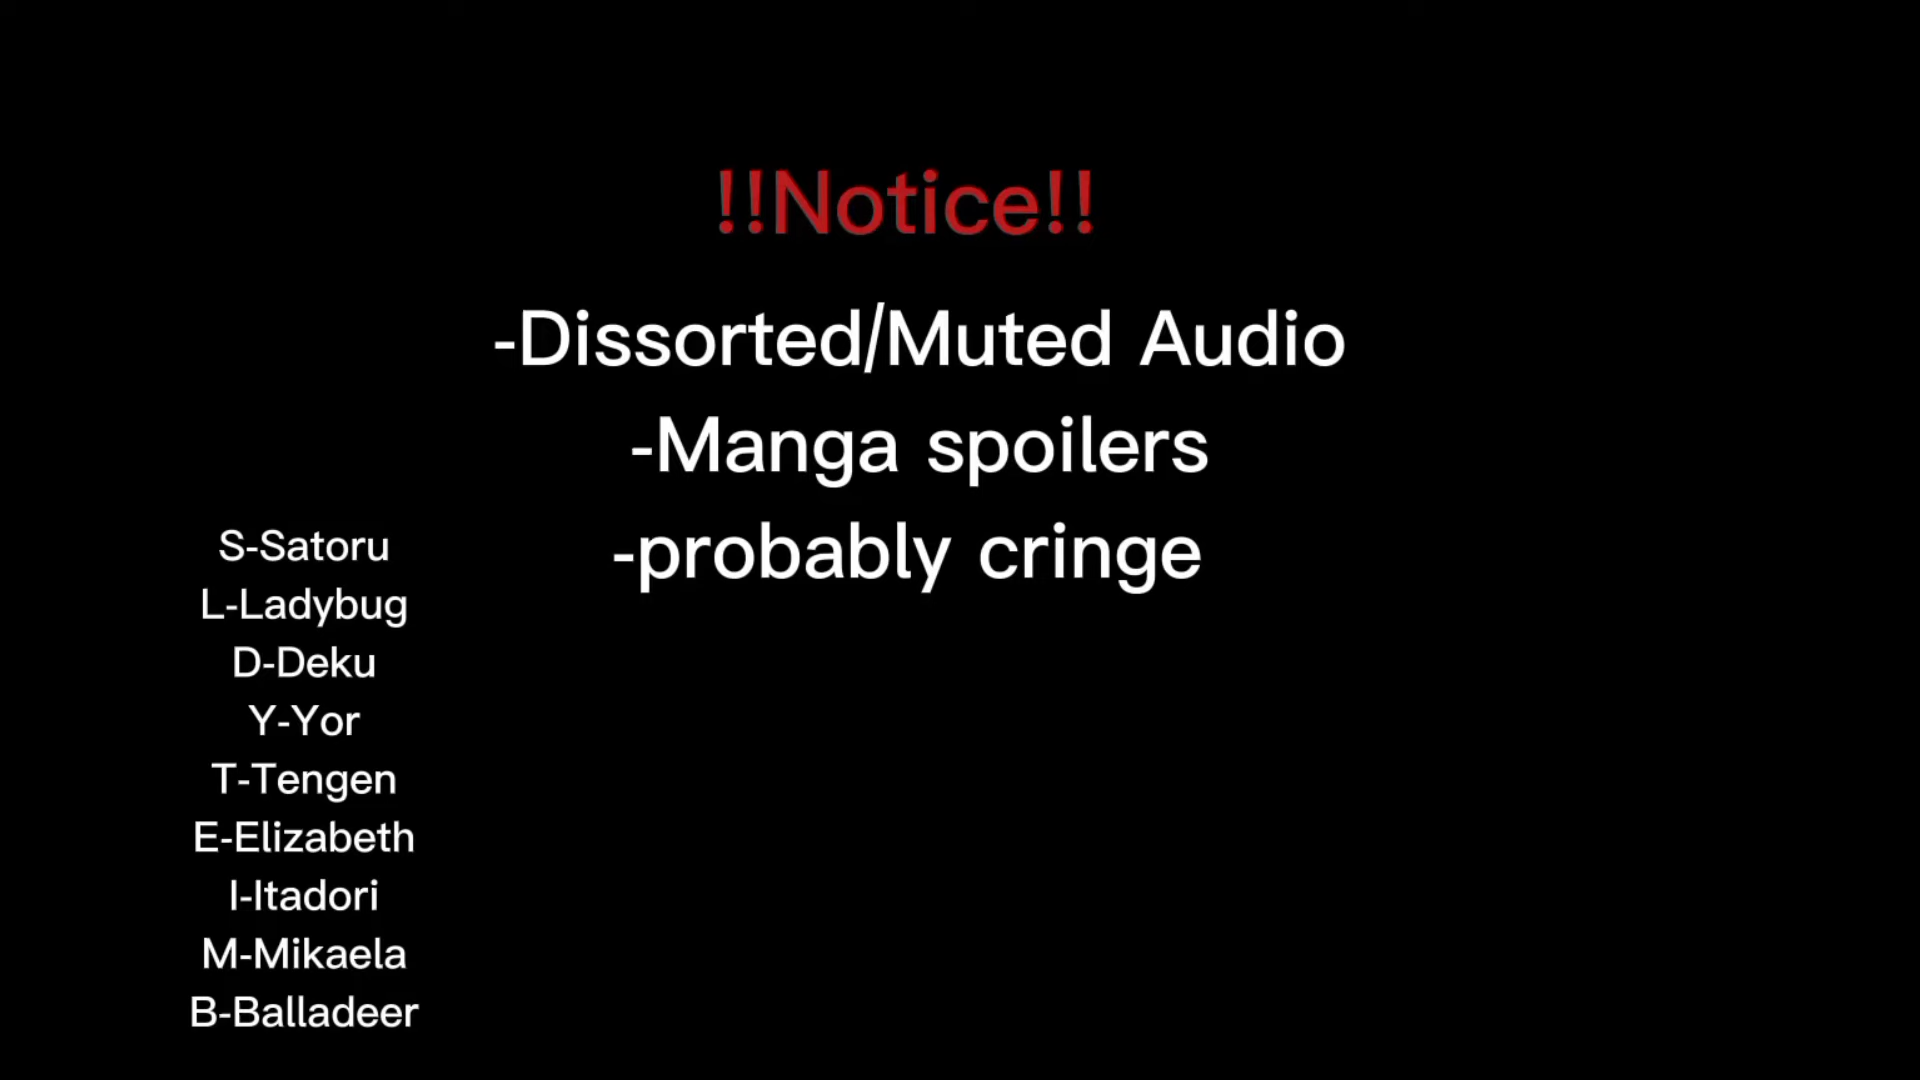 !!Notice!!
-Dissorted/Muted Audio
-Manga spoilers
-probably cringe
S-Satoru
L-Ladybug
D-Deku
Y-Yor
T-Tengen
E-Elizabeth
I-Itadori
M-Mikaela
B-Balladeer